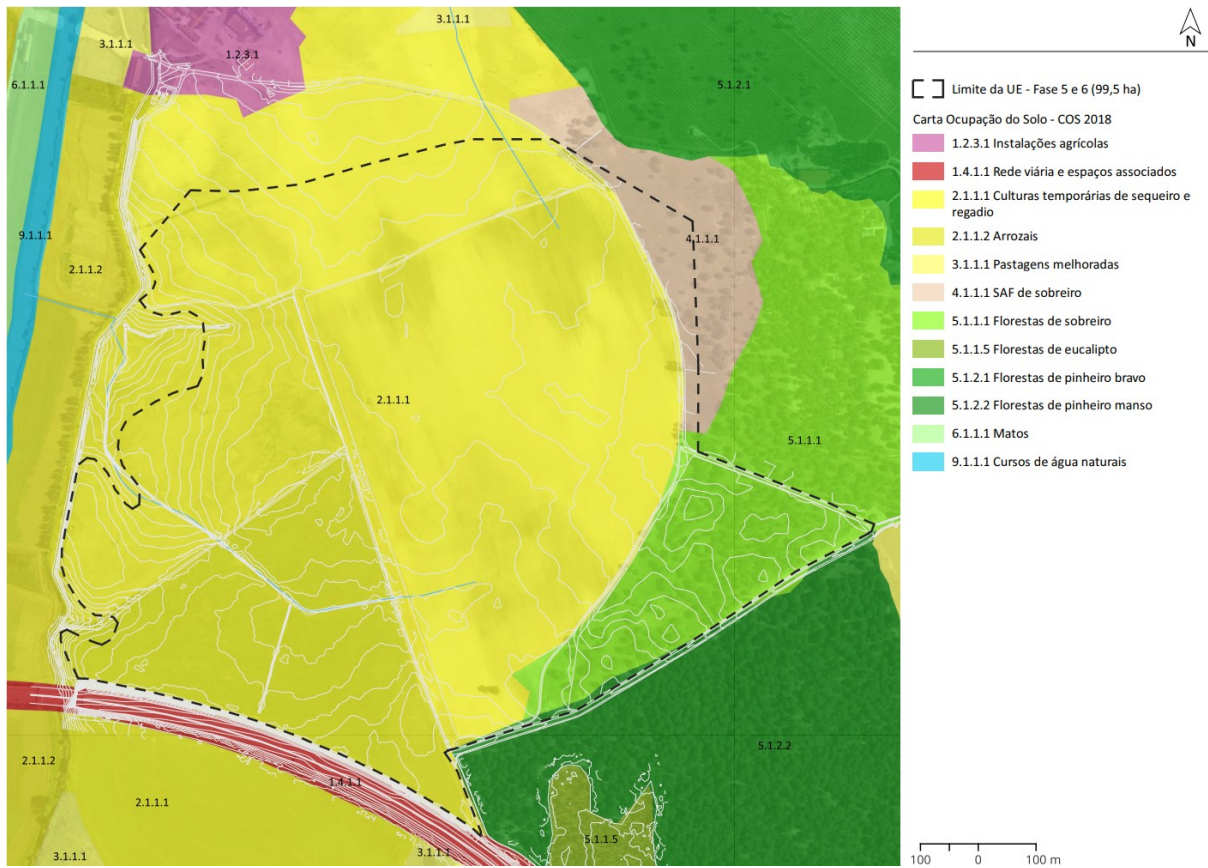 3.1.1.1
3.1.1.1
1.2.3.1
6.1.1.1
5.1.2.1
9.1.1.1
4.1.1.1
2.1.1.2
2.1.1.1
5.1.1.1
5.1.2.2
2.1.1.2
1.4.1.1
2.1.1.1
5.1.1.5
3.1.1.1
3.1.1.1
N
Limite da UE - Fase 5 e 6 (99,5 ha)
Carta Ocupação do Solo - COS 2018
1.2.3.1 Instalações agrícolas
1.4.1.1 Rede viária e espaços associados
2.1.1.1 Culturas temporárias de sequeiro e
regadio
2.1.1.2 Arrozais
3.1.1.1 Pastagens melhoradas
4.1.1.1 SAF de sobreiro
5.1.1.1 Florestas de sobreiro
5.1.1.5 Florestas de eucalipto
5.1.2.1 Florestas de pinheiro bravo
5.1.2.2 Florestas de pinheiro manso
6.1.1.1 Matos
9.1.1.1 Cursos de água naturais
100 0 100 m